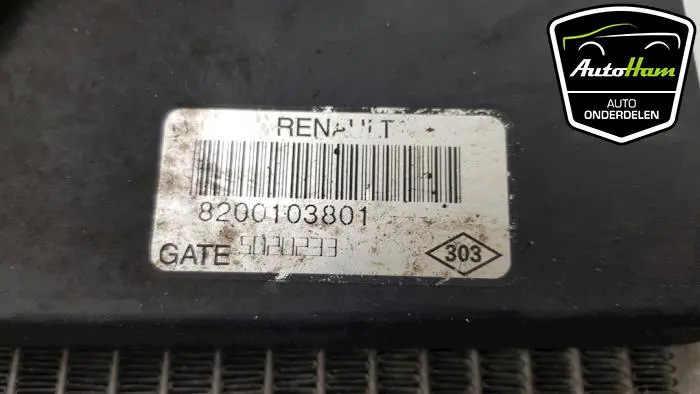 RENAULT
8200103801
GATE 5020233
303
AutoHam
AUTO
ONDERDELEN